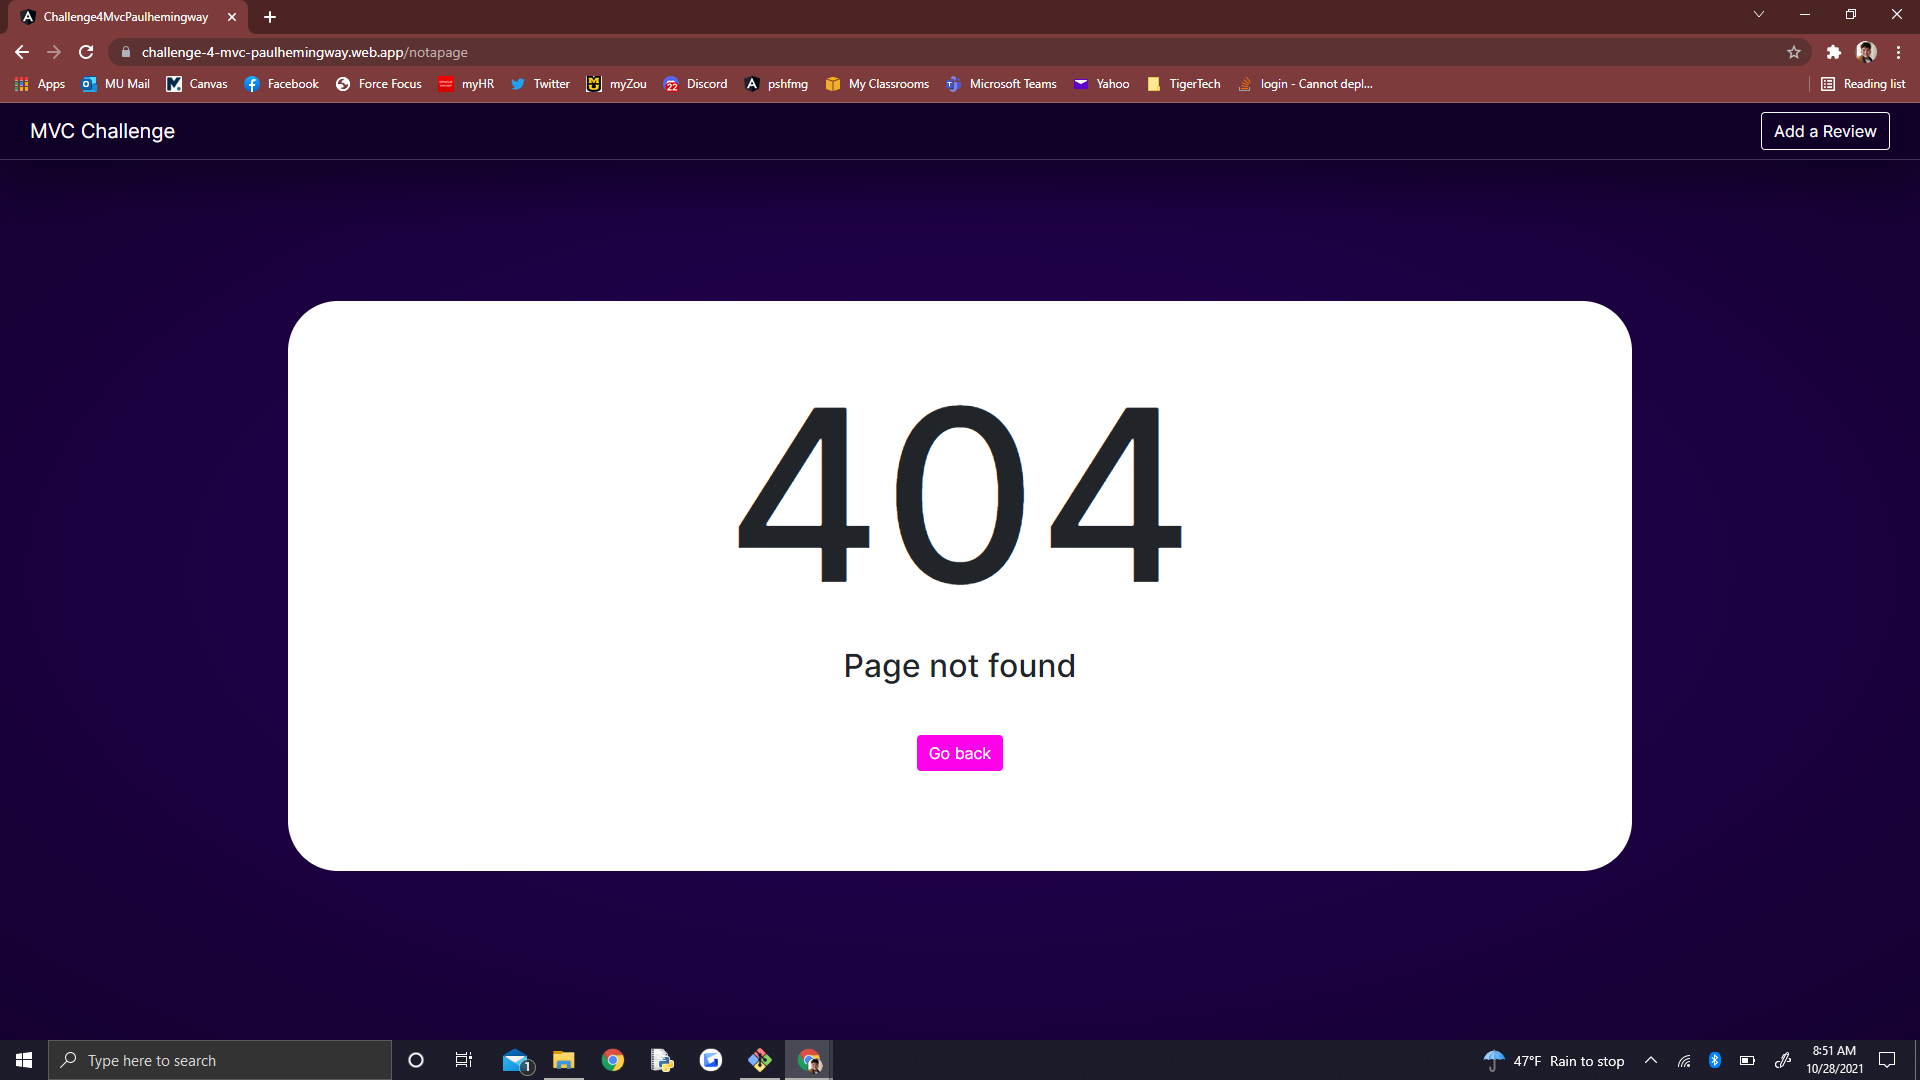 Challenge4MvcPaulhemingway
challenge-4-mvc-paulhemingway.web.app/notapage
Apps MU Mail Canvas Facebook Force Focus myHR Twitter myZou 22 Discord pshfmg My Classrooms Microsoft Teams Yahoo TigerTech login - Cannot depl... Reading list
MVC Challenge Add a Review
404
Page not found
Go back
Type here to search 1 47°F Rain to stop 8:51 AM
10/28/2021